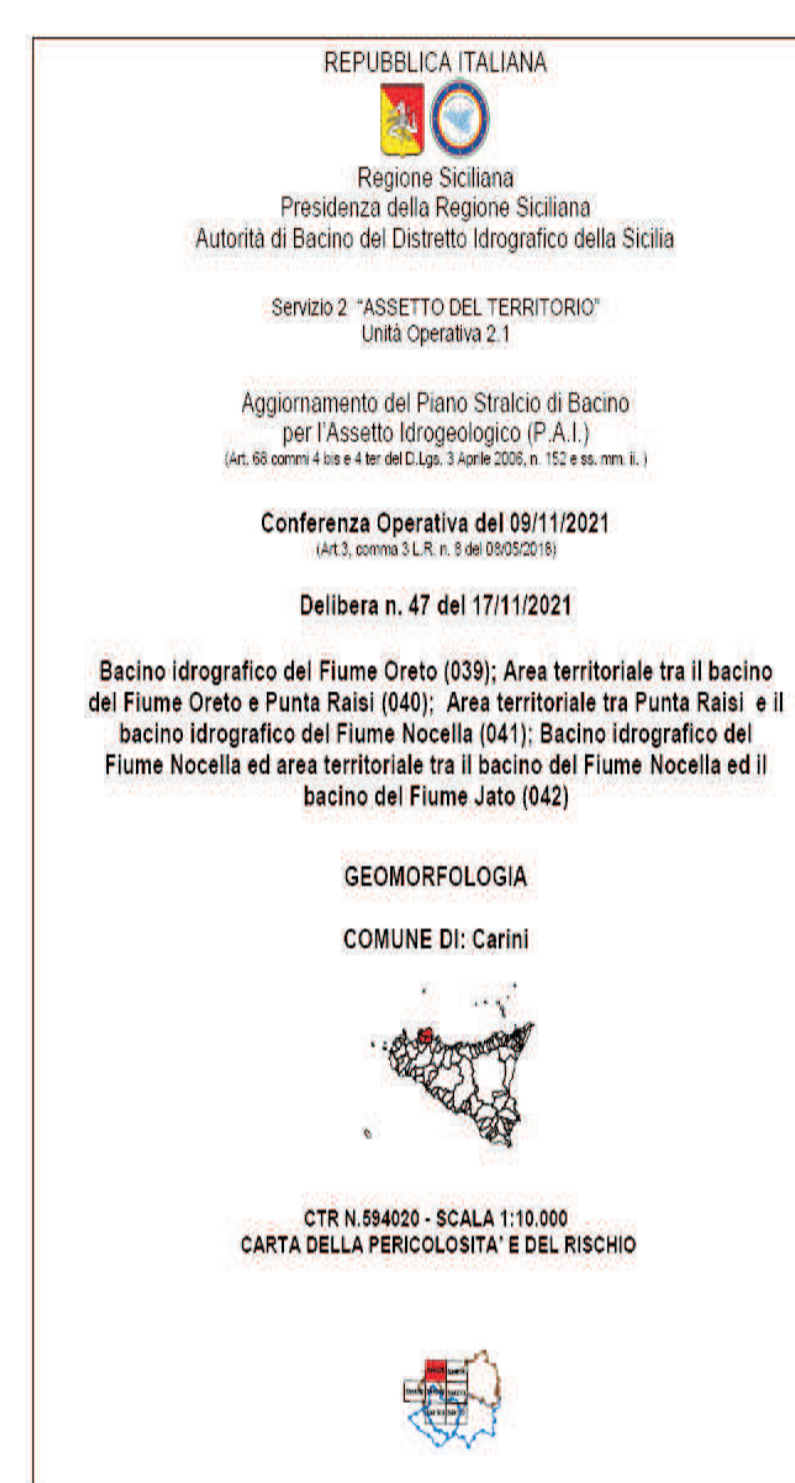 REPUBBLICA ITALIANA
Regione Siciliana
Presidenza della Regione Siciliana
Autorità di Bacino del Distretto Idrografico della Sicilia
Servizio 2 "ASSETTO DEL TERRITORIO"
Unità Operativa 2.1
Aggiornamento del Piano Stralcio di Bacino
per l'Assetto Idrogeologico (P.A.I.)
(Art. 68 commi 4 bis e 4 ter del D.Lgs. 3 Aprile 2006, n. 152 e ss. mm. ii. )
Conferenza Operativa del 09/11/2021
(Art.3, comma 3 L.R. n. 8 del 08/05/2018)
Delibera n. 47 del 17/11/2021
Bacino idrografico del Fiume Oreto (039); Area territoriale tra il bacino
del Fiume Oreto e Punta Raisi (040); Area territoriale tra Punta Raisi e il
bacino idrografico del Fiume Nocella (041); Bacino idrografico del
Fiume Nocella ed area territoriale tra il bacino del Fiume Nocella ed il
bacino del Fiume Jato (042)
GEOMORFOLOGIA
COMUNE DI: Carini
CTR N.594020 - SCALA 1:10.000
CARTA DELLA PERICOLOSITA' E DEL RISCHIO